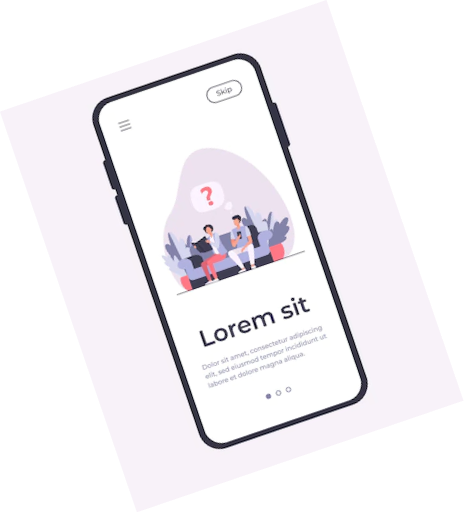 Skip
?
Lorem sit
Dolor sit amet, consectetur adipiscing
elit, sed eiusmod tempor incididunt ut
labore et dolore magna aliqua.